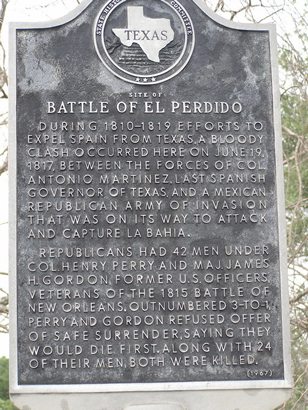 STATE HISTORICAL SURVEY COMMITTEE
TEXAS
SITE OF
BATTLE OF EL PERDIDO
DURING 1810-1819 EFFORTS TO
EXPEL SPAIN FROM TEXAS, A BLOODY
CLASH OCCURRED HERE ON JUNE 19,
1817, BETWEEN THE FORCES OF COL.
ANTONIO MARTINEZ, LAST SPANISH
GOVERNOR OF TEXAS, AND A MEXICAN
REPUBLICAN ARMY OF INVASION
THAT WAS ON ITS WAY TO ATTACK
AND CAPTURE LA BAHIA.
REPUBLICANS HAD 42 MEN UNDER
COL. HENRY PERRY AND MAJ. JAMES
H. GORDON, FORMER U.S. OFFICERS,
VETERANS OF THE 1815 BATTLE OF
NEW ORLEANS. OUTNUMBERED 3-TO-1,
PERRY AND GORDON REFUSED OFFER
OF SAFE SURRENDER, SAYING THEY
WOULD DIE FIRST. ALONG WITH 24
OF THEIR MEN, BOTH WERE KILLED.
(1967)